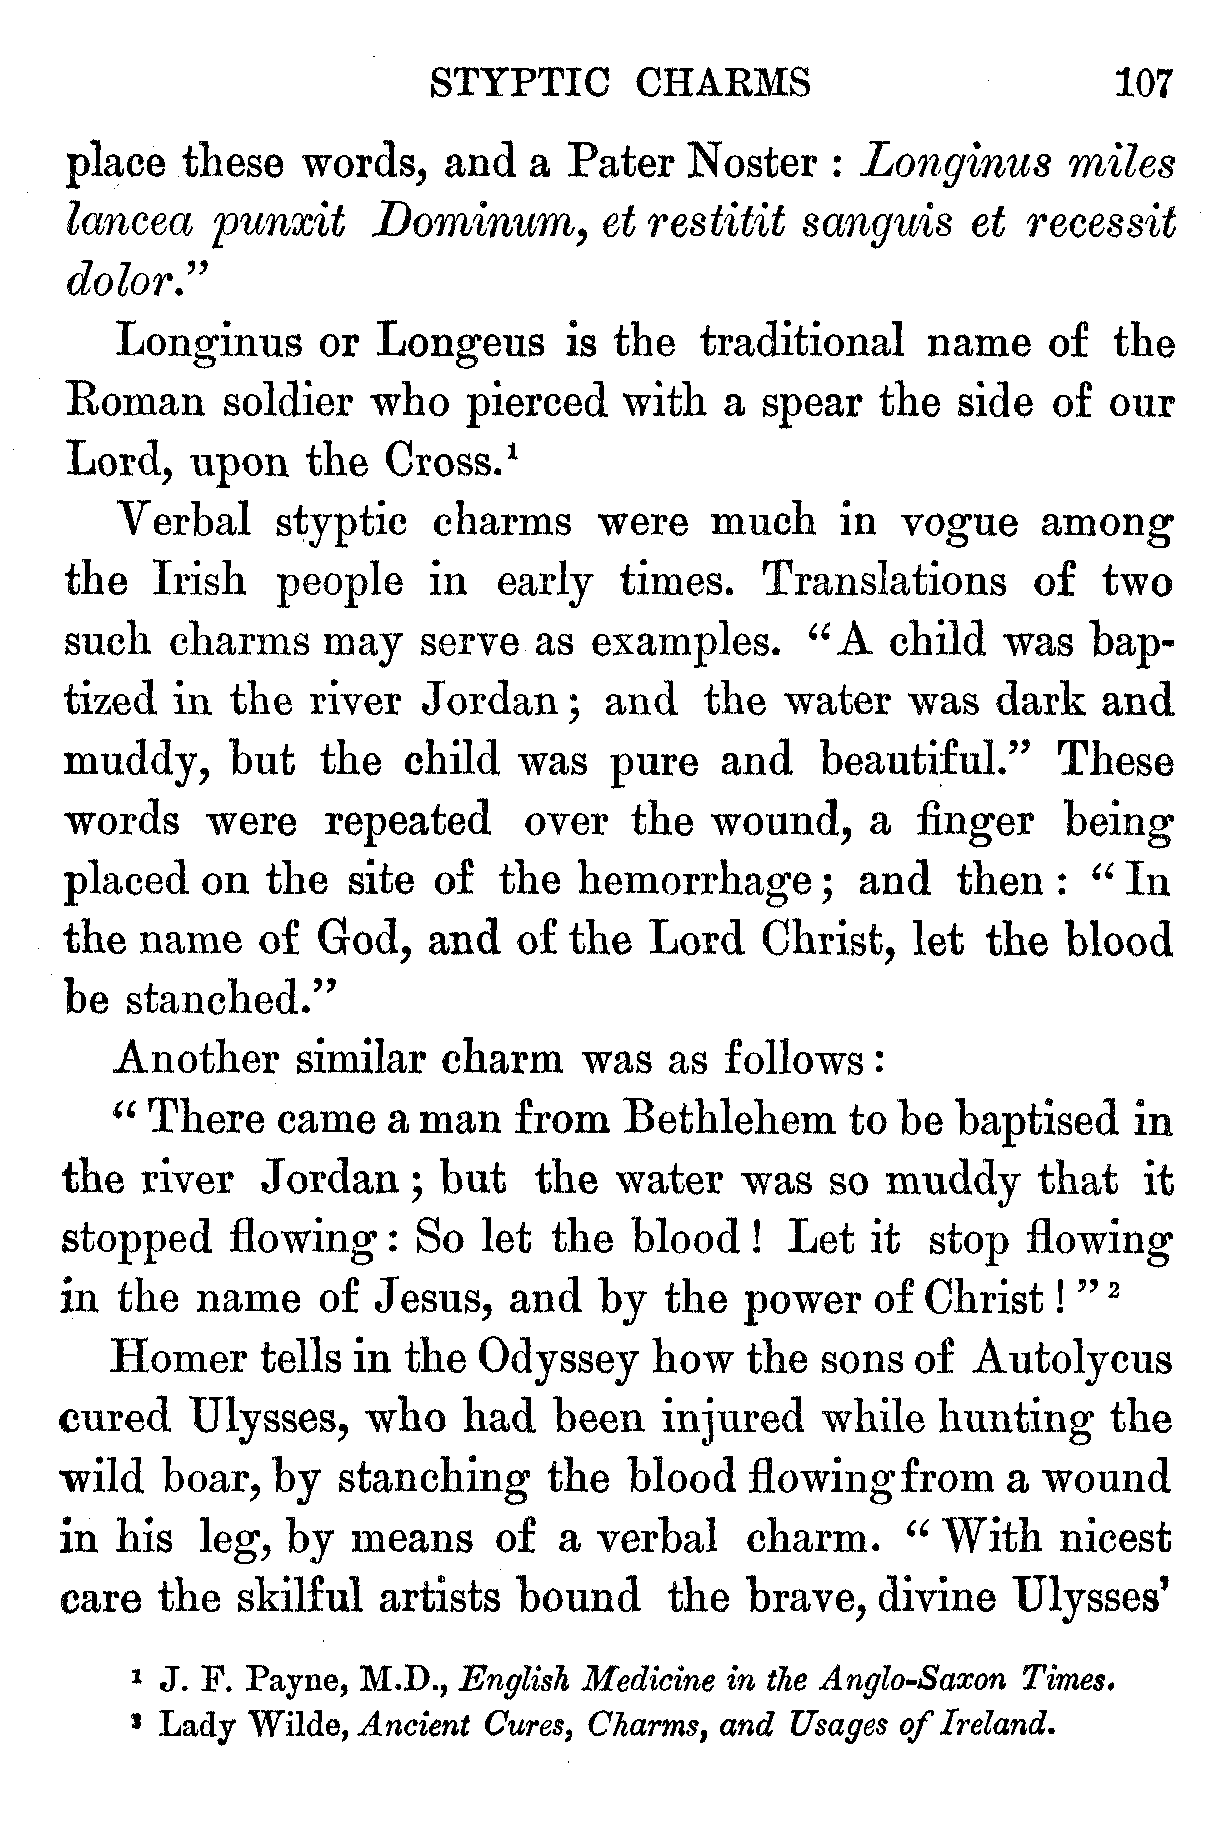 STYPTIC CHARMS 107
place these words, and a Pater Noster : Longinus miles
lancea punxit Dominum, et restitit sanguis et recessit
dolor.”
Longinus or Longeus is the traditional name of the
Roman soldier who pierced with a spear the side of our
Lord, upon the Cross.¹
Verbal styptic charms were much in vogue among
the Irish people in early times. Translations of two
such charms may serve as examples. “ A child was bap-
tized in the river Jordan ; and the water was dark and
muddy, but the child was pure and beautiful.” These
words were repeated over the wound, a finger being
placed on the site of the hemorrhage ; and then : “ In
the name of God, and of the Lord Christ, let the blood
be stanched.”
Another similar charm was as follows :
“ There came a man from Bethlehem to be baptised in
the river Jordan ; but the water was so muddy that it
stopped flowing : So let the blood ! Let it stop flowing
in the name of Jesus, and by the power of Christ ! ” ²
Homer tells in the Odyssey how the sons of Autolycus
cured Ulysses, who had been injured while hunting the
wild boar, by stanching the blood flowing from a wound
in his leg, by means of a verbal charm. “ With nicest
care the skilful artists bound the brave, divine Ulysses’
¹ J. F. Payne, M.D., English Medicine in the Anglo-Saxon Times.
² Lady Wilde, Ancient Cures, Charms, and Usages of Ireland.